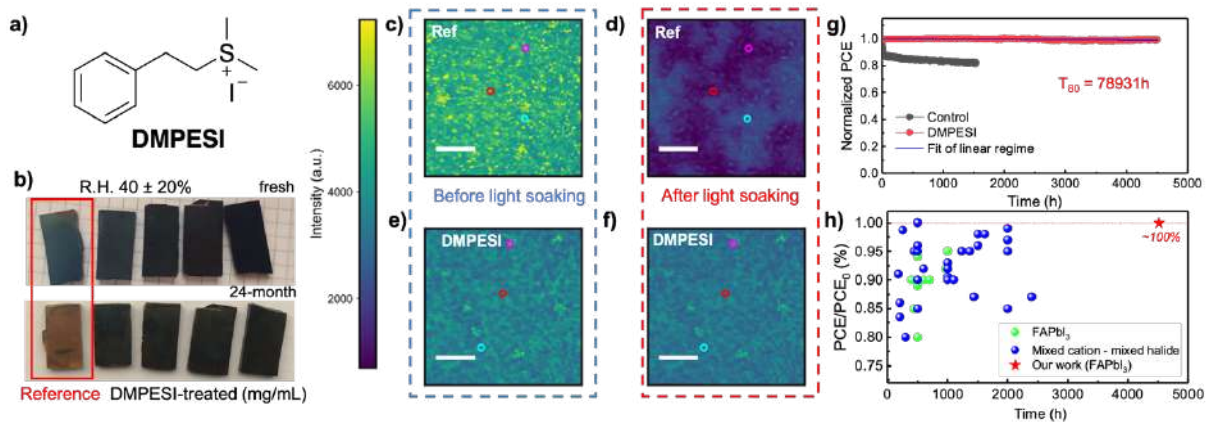 a)
S
+
I⁻
DMPESI
b)
R.H. 40 ± 20%
fresh
24-month
Reference
DMPESI-treated (mg/mL)
Intensity (a.u.)
6000
4000
2000
c)
Ref
d)
Ref
Before light soaking
After light soaking
e)
DMPESI
f)
DMPESI
g)
Normalized PCE
1.0
0.8
0.6
0.4
0.2
0.0
T₈₀ = 78931h
Control
DMPESI
Fit of linear regime
0 1000 2000 3000 4000 5000
Time (h)
h)
PCE/PCE₀ (%)
1.00
0.95
0.90
0.85
0.80
0.75
~100%
FAPbI₃
Mixed cation - mixed halide
Our work (FAPbI₃)
0 1000 2000 3000 4000 5000
Time (h)